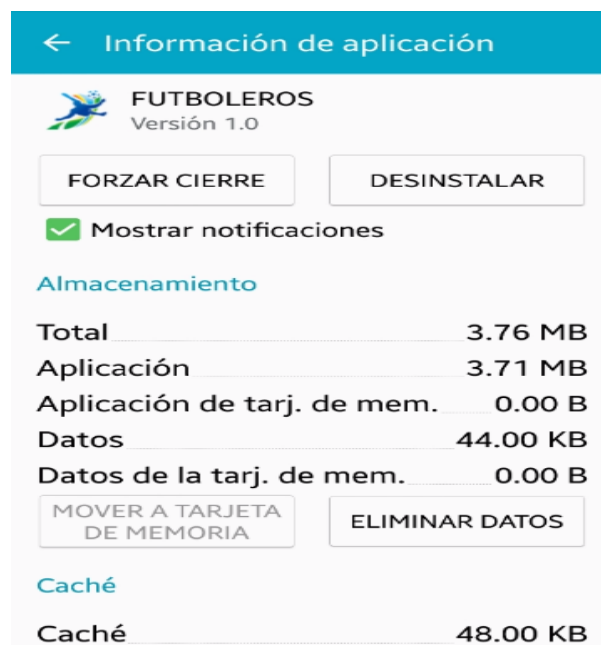 Información de aplicación
FUTBOLEROS
Versión 1.0
FORZAR CIERRE DESINSTALAR
Mostrar notificaciones
Almacenamiento
Total 3.76 MB
Aplicación 3.71 MB
Aplicación de tarj. de mem. 0.00 B
Datos 44.00 KB
Datos de la tarj. de mem. 0.00 B
MOVER A TARJETA
DE MEMORIA
ELIMINAR DATOS
Caché
Caché 48.00 KB